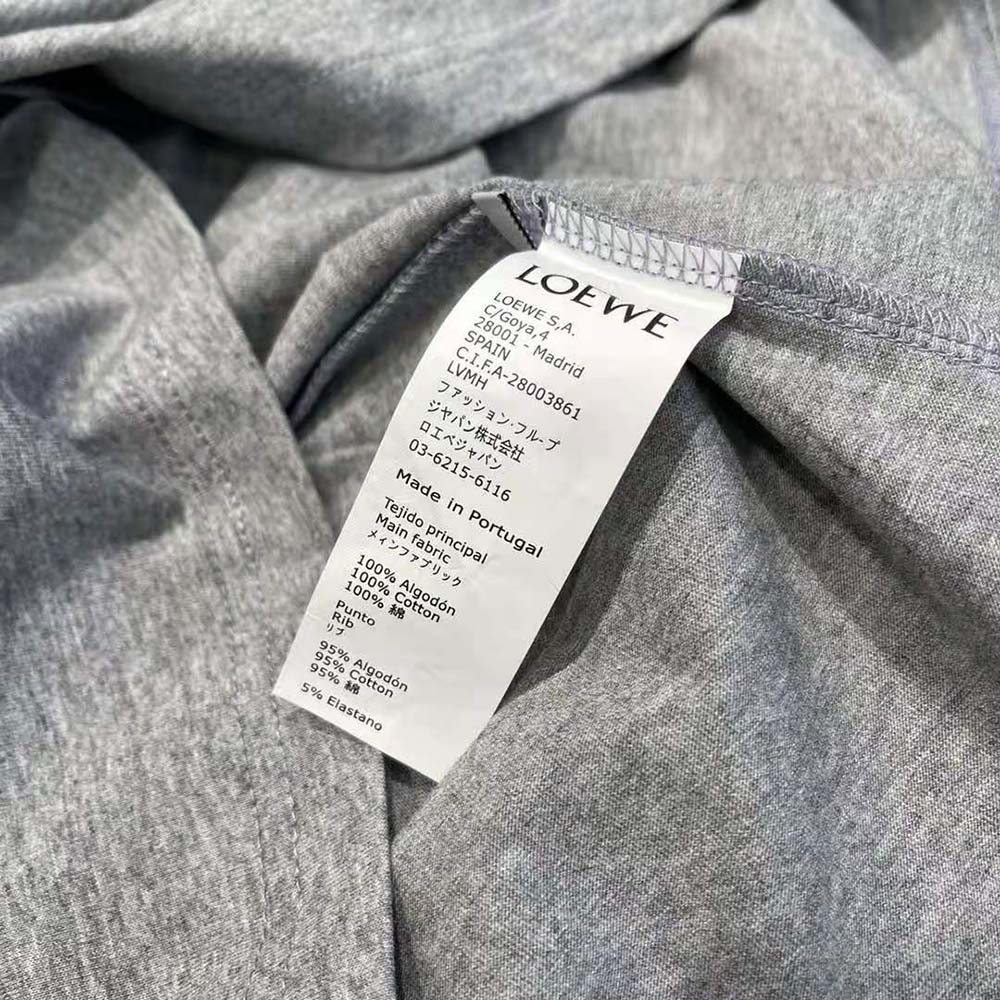 LOEWE
LOEWE S.A.
C/Goya,4
28001 - Madrid
SPAIN
C.I.F.A-28003861
LVMH
ファッション・フループ
ジヤパン株式会社
ロエベジャパン
03-6215-6116
Made in Portugal
Tejido principal
Main fabric
メインファブリック
100% Algodón
100% Cotton
100% 綿
Punto
Rib
リブ
95% Algodón
95% Cotton
95% 綿
5% Elastano